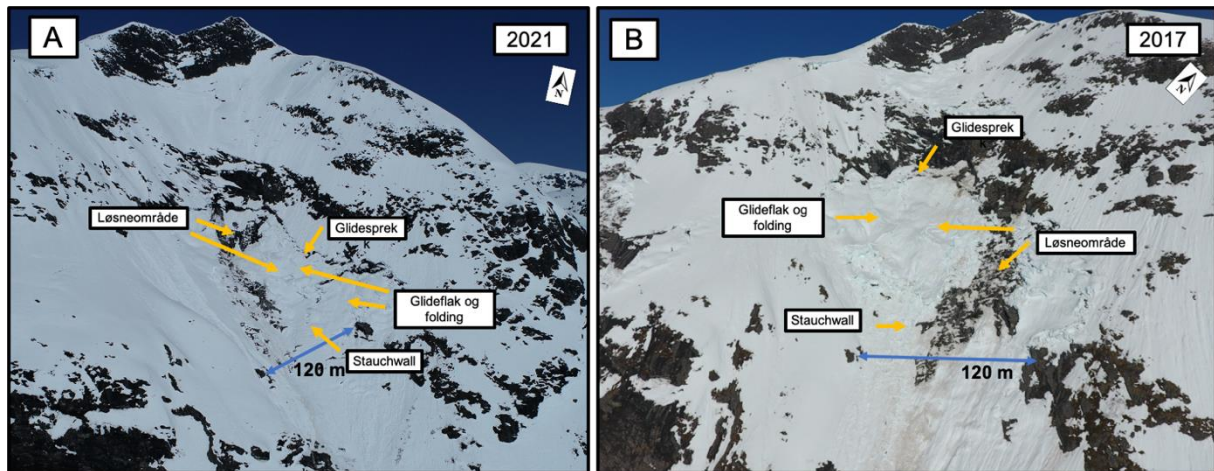 A
2021
N
Løsneområde
Glidesprek
k
Glideflak og
folding
Stauchwall
120 m
B
2017
N
Glidesprek
k
Glideflak og
folding
Løsneområde
Stauchwall
120 m